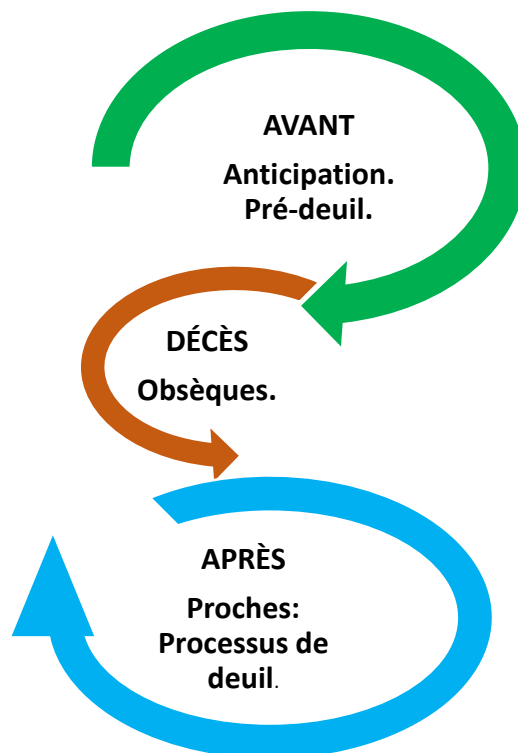 AVANT
Anticipation.
Pré-deuil.
DÉCÈS
Obsèques.
APRÈS
Proches:
Processus de
deuil.